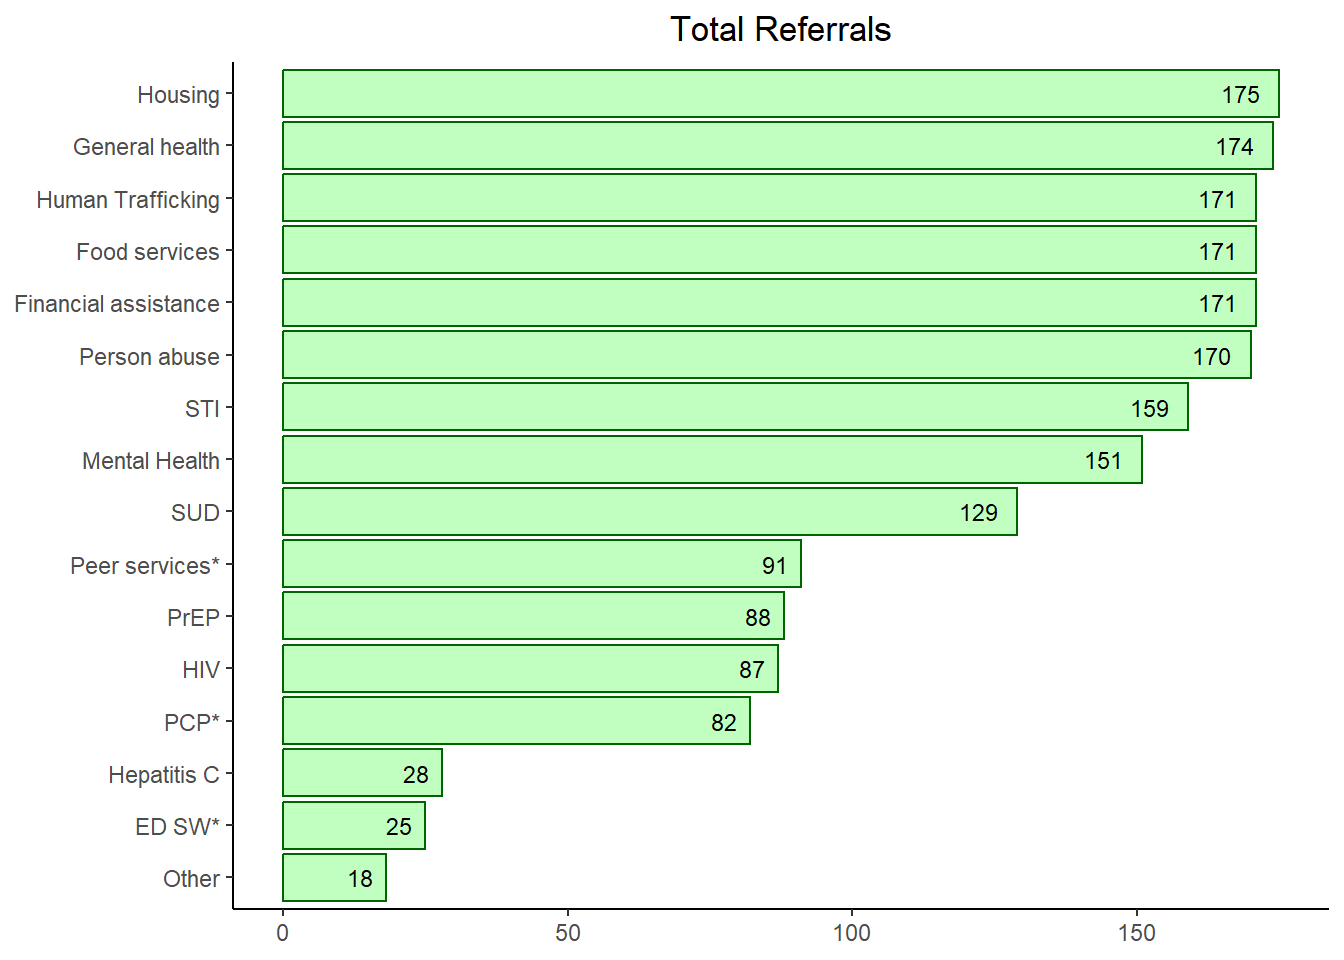 Total Referrals
Housing 175
General health 174
Human Trafficking 171
Food services 171
Financial assistance 171
Person abuse 170
STI 159
Mental Health 151
SUD 129
Peer services* 91
PrEP 88
HIV 87
PCP* 82
Hepatitis C 28
ED SW* 25
Other 18
0 50 100 150